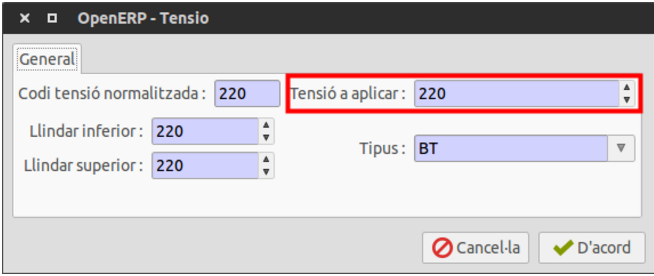 OpenERP - Tensio
General
Codi tensió normalitzada : 220 Tensió a aplicar : 220
Llindar inferior : 220
Tipus : BT
Llindar superior : 220
Cancel·la D'acord